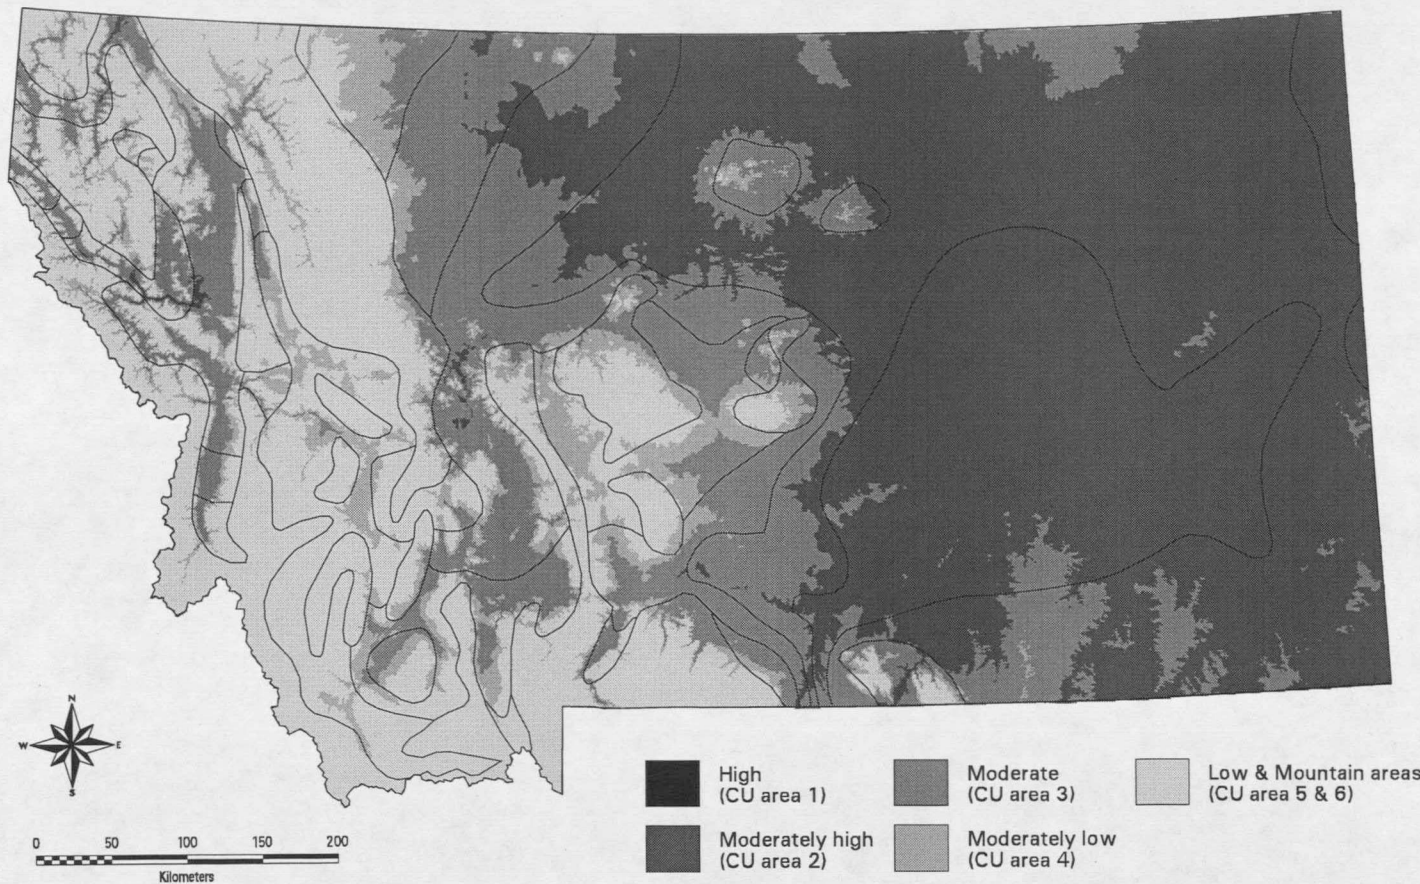 N
W E
S
0 50 100 150 200
Kilometers
High
(CU area 1)
Moderately high
(CU area 2)
Moderate
(CU area 3)
Moderately low
(CU area 4)
Low & Mountain areas
(CU area 5 & 6)